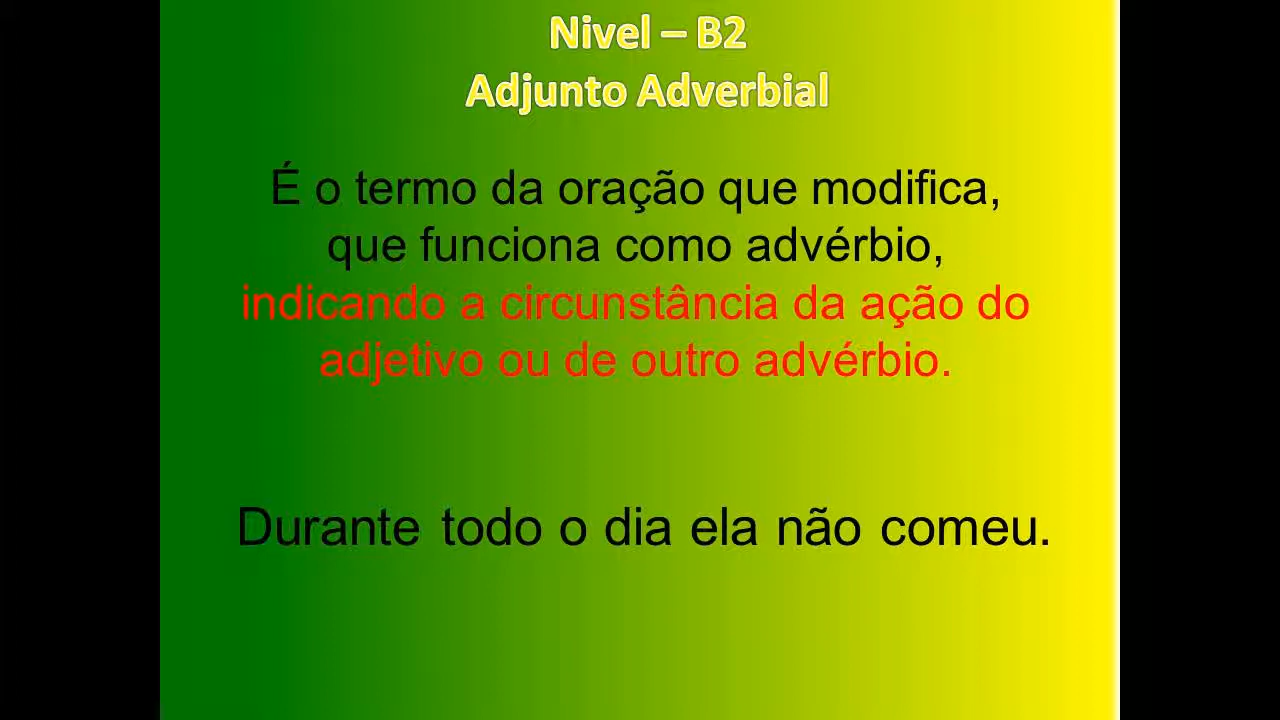 Nivel – B2
Adjunto Adverbial
É o termo da oração que modifica,
que funciona como advérbio,
indicando a circunstância da ação do
adjetivo ou de outro advérbio.
Durante todo o dia ela não comeu.